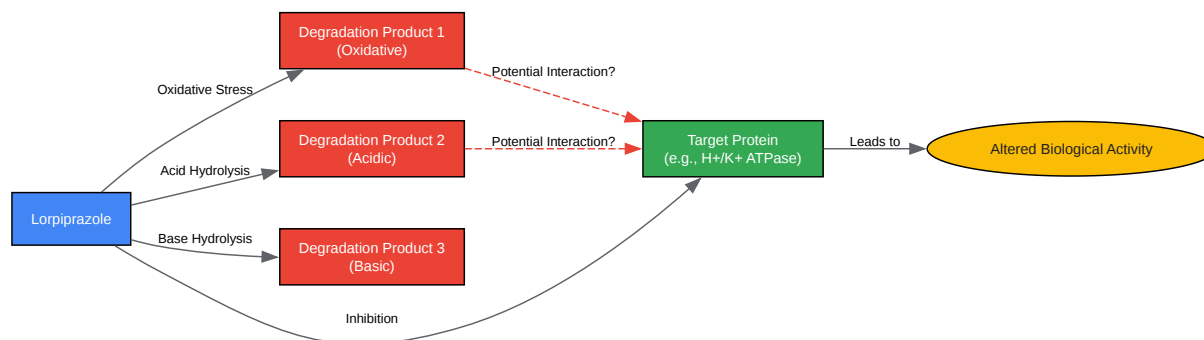 Degradation Product 1
(Oxidative)
Potential Interaction?
Oxidative Stress
Degradation Product 2
(Acidic)
Potential Interaction?
Target Protein
(e.g., H+/K+ ATPase)
Leads to
Altered Biological Activity
Acid Hydrolysis
Lorpiprazole
Base Hydrolysis
Degradation Product 3
(Basic)
Inhibition